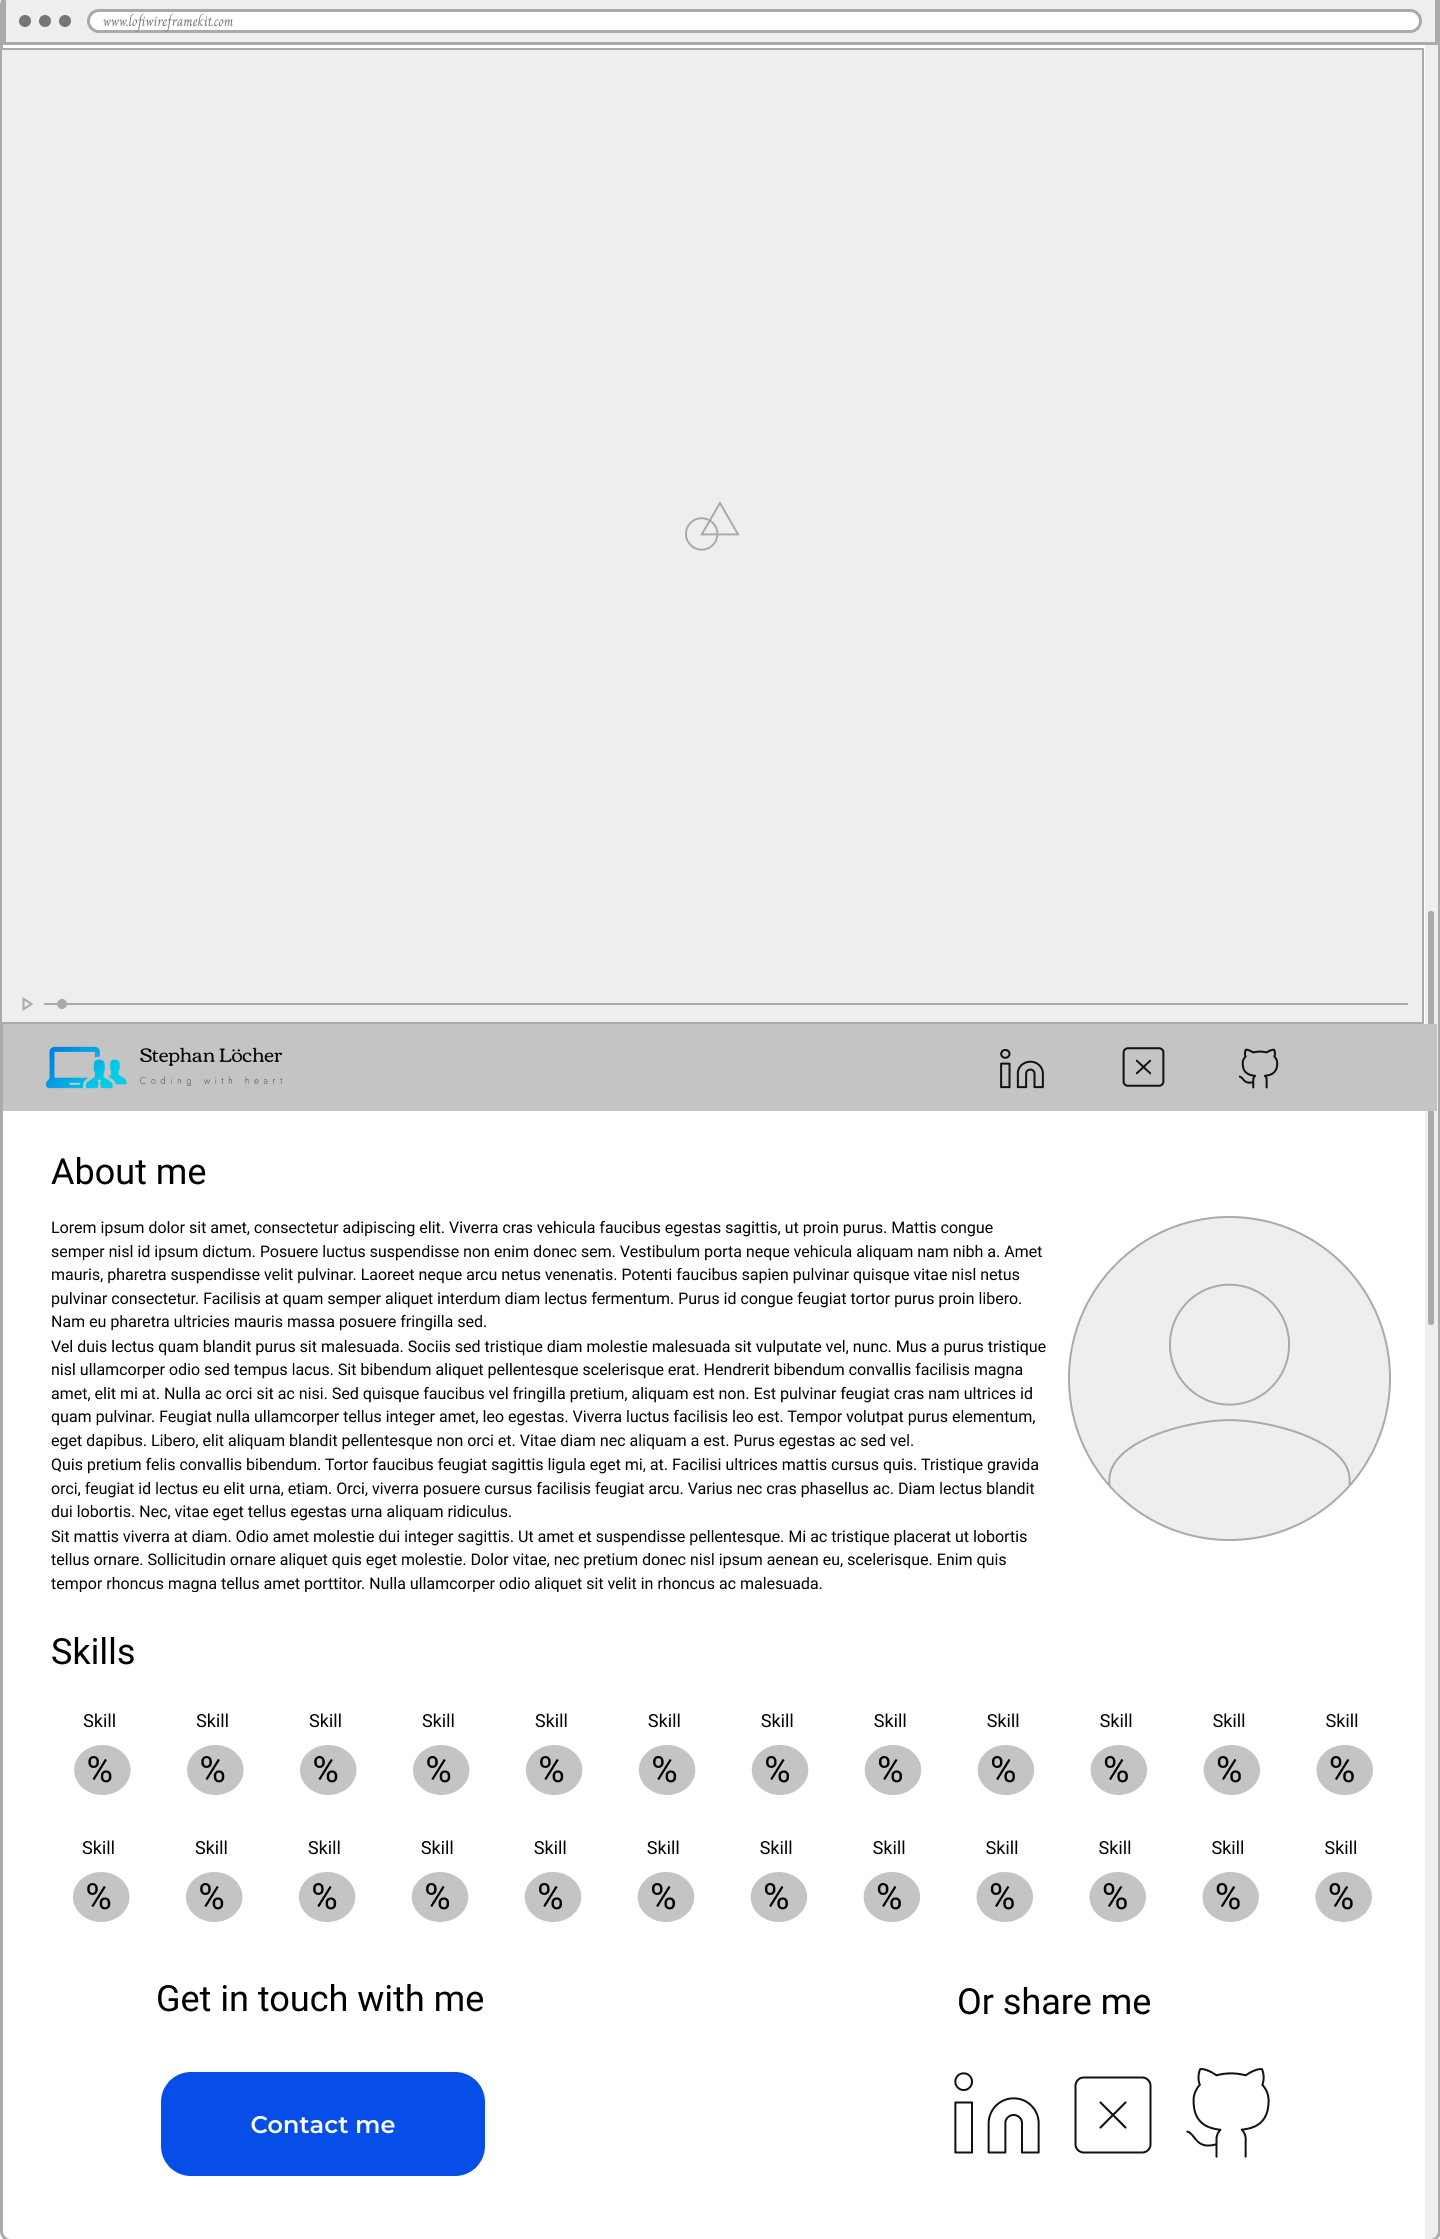 www.lofiwireframekit.com
Stephan Löcher
Coding with heart
About me
Lorem ipsum dolor sit amet, consectetur adipiscing elit. Viverra cras vehicula faucibus egestas sagittis, ut proin purus. Mattis congue
semper nisl id ipsum dictum. Posuere luctus suspendisse non enim donec sem. Vestibulum porta neque vehicula aliquam nam nibh a. Amet
mauris, pharetra suspendisse velit pulvinar. Laoreet neque arcu netus venenatis. Potenti faucibus sapien pulvinar quisque vitae nisl netus
pulvinar consectetur. Facilisis at quam semper aliquet interdum diam lectus fermentum. Purus id congue feugiat tortor purus proin libero.
Nam eu pharetra ultricies mauris massa posuere fringilla sed.
Vel duis lectus quam blandit purus sit malesuada. Sociis sed tristique diam molestie malesuada sit vulputate vel, nunc. Mus a purus tristique
nisl ullamcorper odio sed tempus lacus. Sit bibendum aliquet pellentesque scelerisque erat. Hendrerit bibendum convallis facilisis magna
amet, elit mi at. Nulla ac orci sit ac nisi. Sed quisque faucibus vel fringilla pretium, aliquam est non. Est pulvinar feugiat cras nam ultrices id
quam pulvinar. Feugiat nulla ullamcorper tellus integer amet, leo egestas. Viverra luctus facilisis leo est. Tempor volutpat purus elementum,
eget dapibus. Libero, elit aliquam blandit pellentesque non orci et. Vitae diam nec aliquam a est. Purus egestas ac sed vel.
Quis pretium felis convallis bibendum. Tortor faucibus feugiat sagittis ligula eget mi, at. Facilisi ultrices mattis cursus quis. Tristique gravida
orci, feugiat id lectus eu elit urna, etiam. Orci, viverra posuere cursus facilisis feugiat arcu. Varius nec cras phasellus ac. Diam lectus blandit
dui lobortis. Nec, vitae eget tellus egestas urna aliquam ridiculus.
Sit mattis viverra at diam. Odio amet molestie dui integer sagittis. Ut amet et suspendisse pellentesque. Mi ac tristique placerat ut lobortis
tellus ornare. Sollicitudin ornare aliquet quis eget molestie. Dolor vitae, nec pretium donec nisl ipsum aenean eu, scelerisque. Enim quis
tempor rhoncus magna tellus amet porttitor. Nulla ullamcorper odio aliquet sit velit in rhoncus ac malesuada.
Skills
Skill Skill Skill Skill Skill Skill Skill Skill Skill Skill Skill Skill
% % % % % % % % % % % %
Skill Skill Skill Skill Skill Skill Skill Skill Skill Skill Skill Skill
% % % % % % % % % % % %
Get in touch with me
Or share me
Contact me